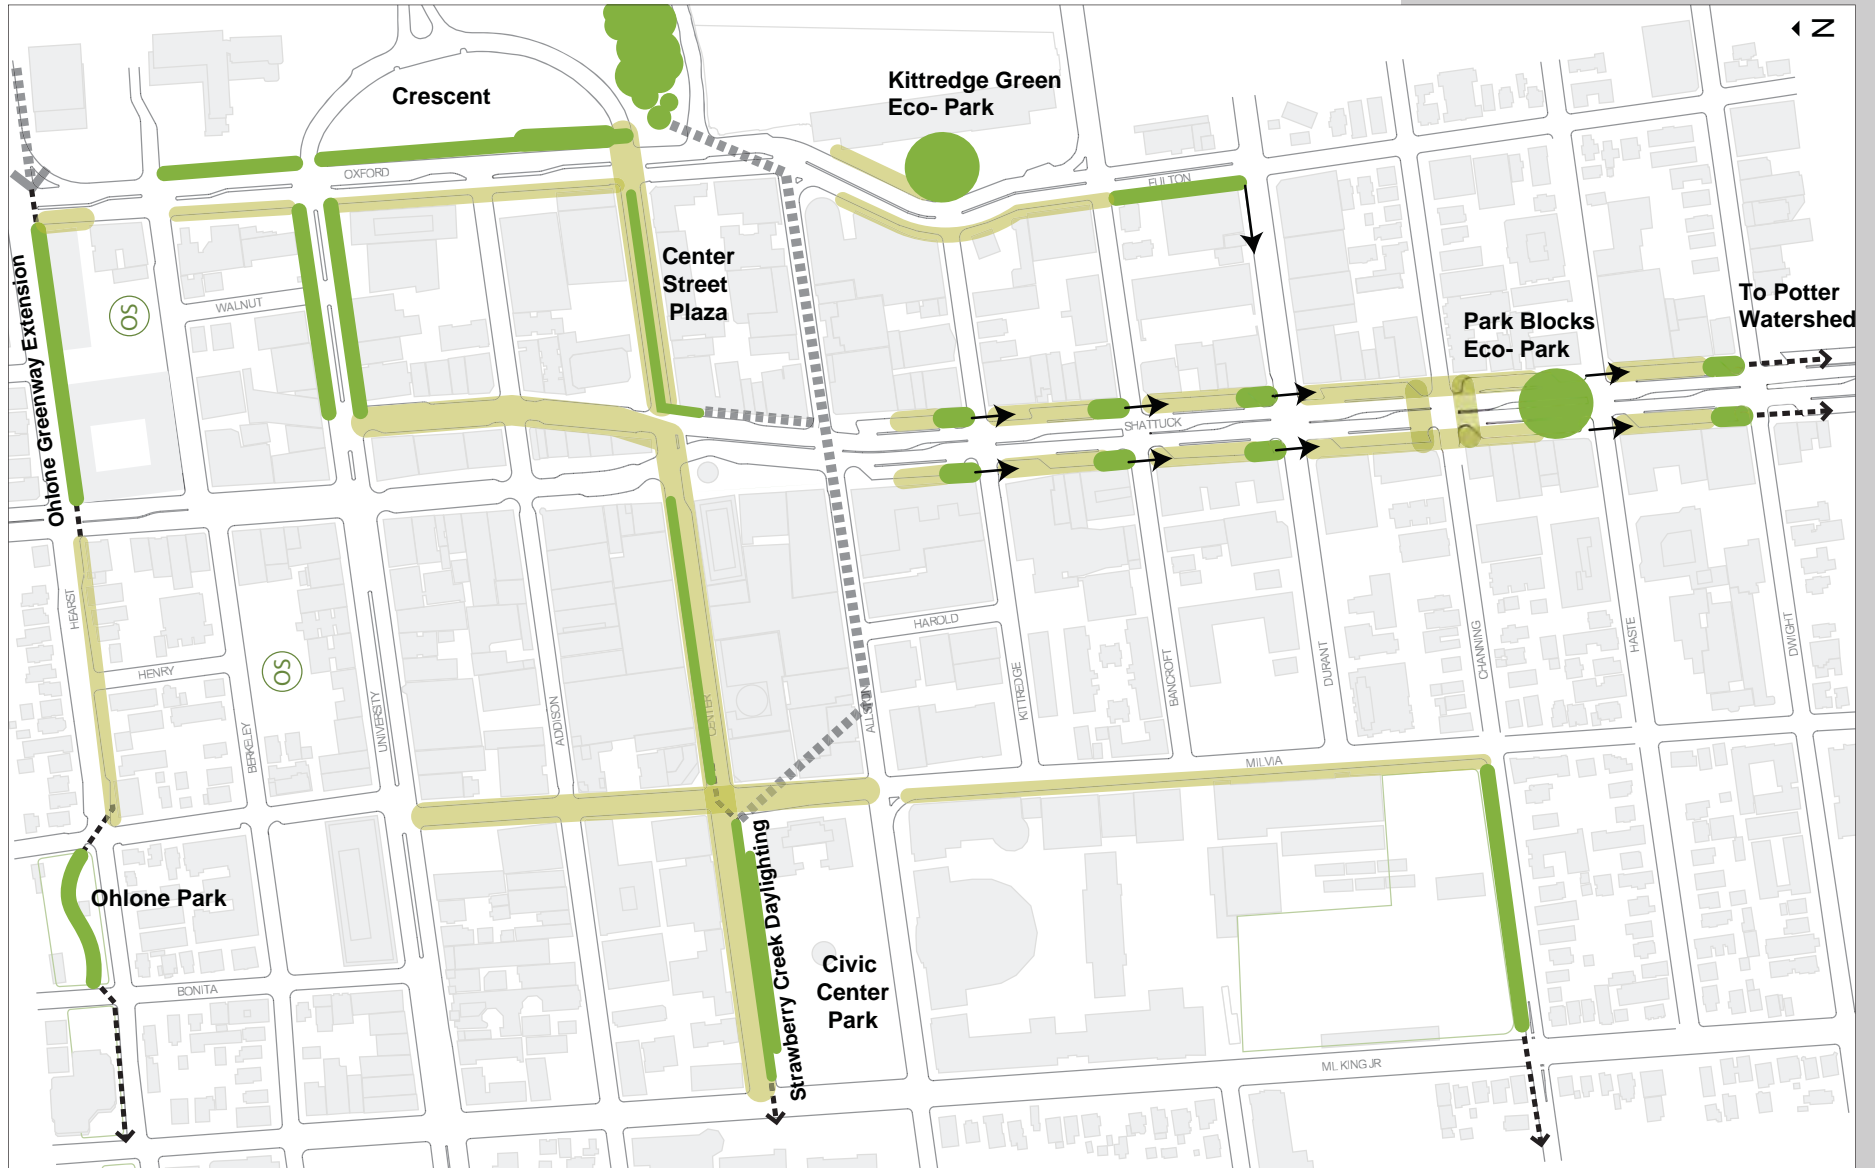 N
Crescent
Kittredge Green
Eco- Park
OXFORD
FULTON
Center
Street
Plaza
WALNUT
OS
Ohlone Greenway Extension
To Potter
Watershed
Park Blocks
Eco- Park
SHATTUCK
HEARST
HENRY
OS
BERKELEY
UNIVERSITY
ADDISON
CENTER
ALLSTON
HAROLD
KITTREDGE
BANCROFT
DURANT
CHANNING
HASTE
DWIGHT
MILVIA
Ohlone Park
Strawberry Creek Daylighting
Civic
Center
Park
BONITA
ML KING JR